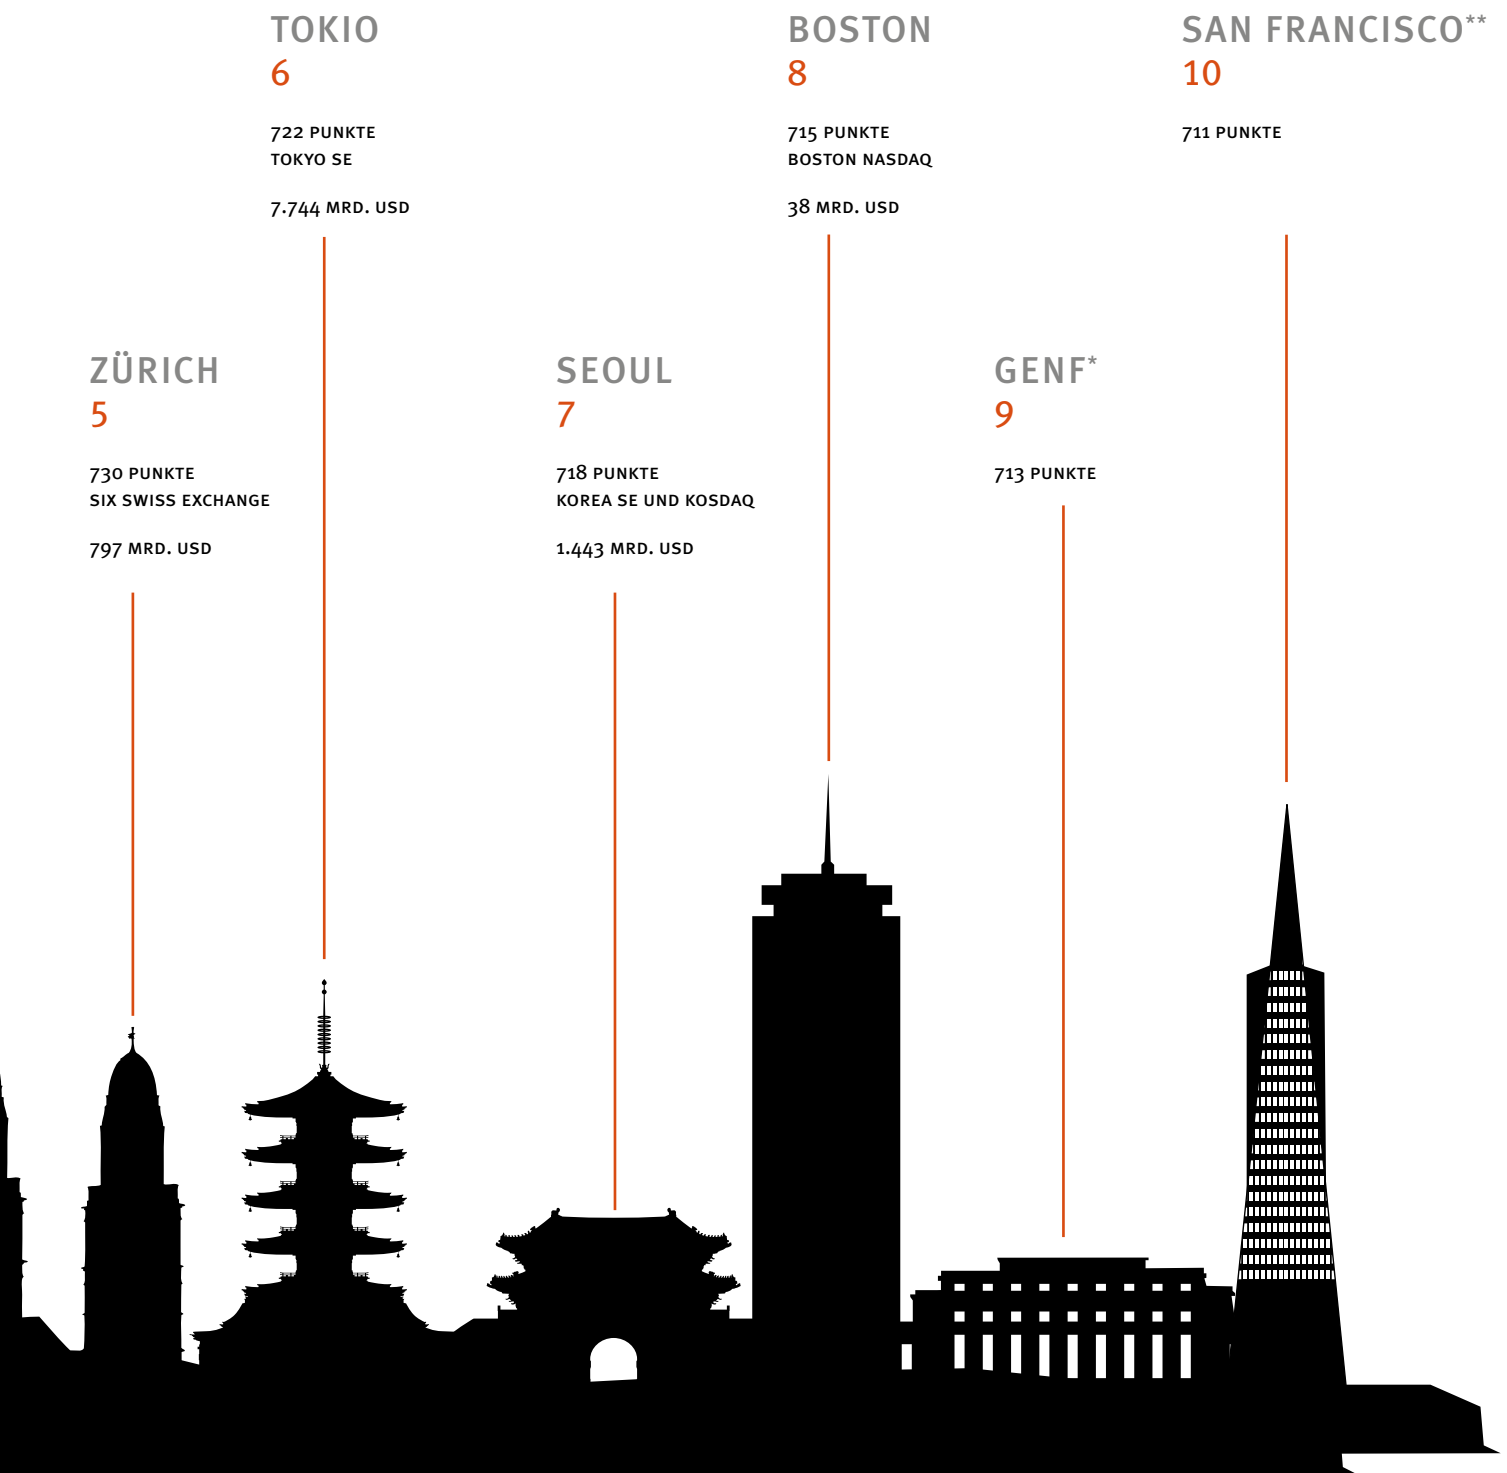 TOKIO
6
722 PUNKTE
TOKYO SE
7.744 MRD. USD
BOSTON
8
715 PUNKTE
BOSTON NASDAQ
38 MRD. USD
SAN FRANCISCO**
10
711 PUNKTE
ZÜRICH
5
730 PUNKTE
SIX SWISS EXCHANGE
797 MRD. USD
SEOUL
7
718 PUNKTE
KOREA SE UND KOSDAQ
1.443 MRD. USD
GENF*
9
713 PUNKTE